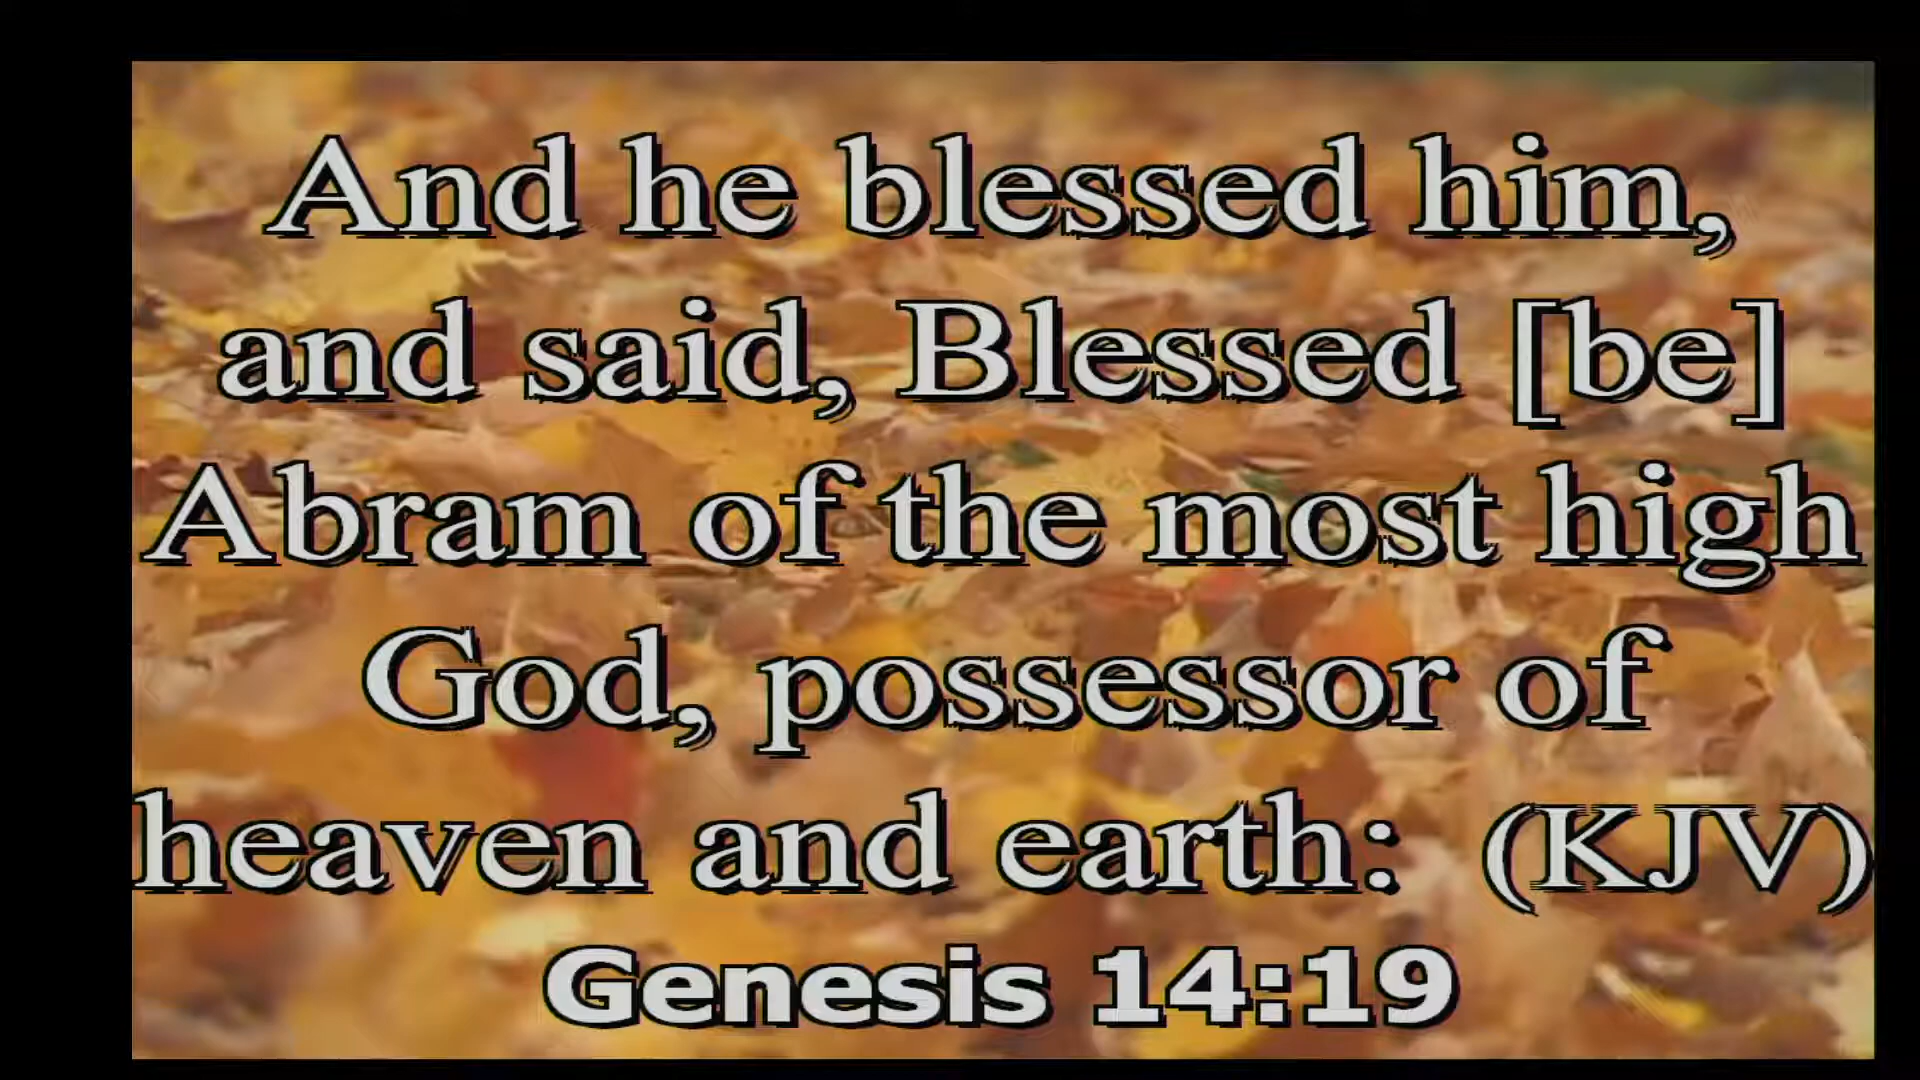 And he blessed him,
and said, Blessed [be]
Abram of the most high
God, possessor of
heaven and earth:  (KJV)
Genesis 14:19